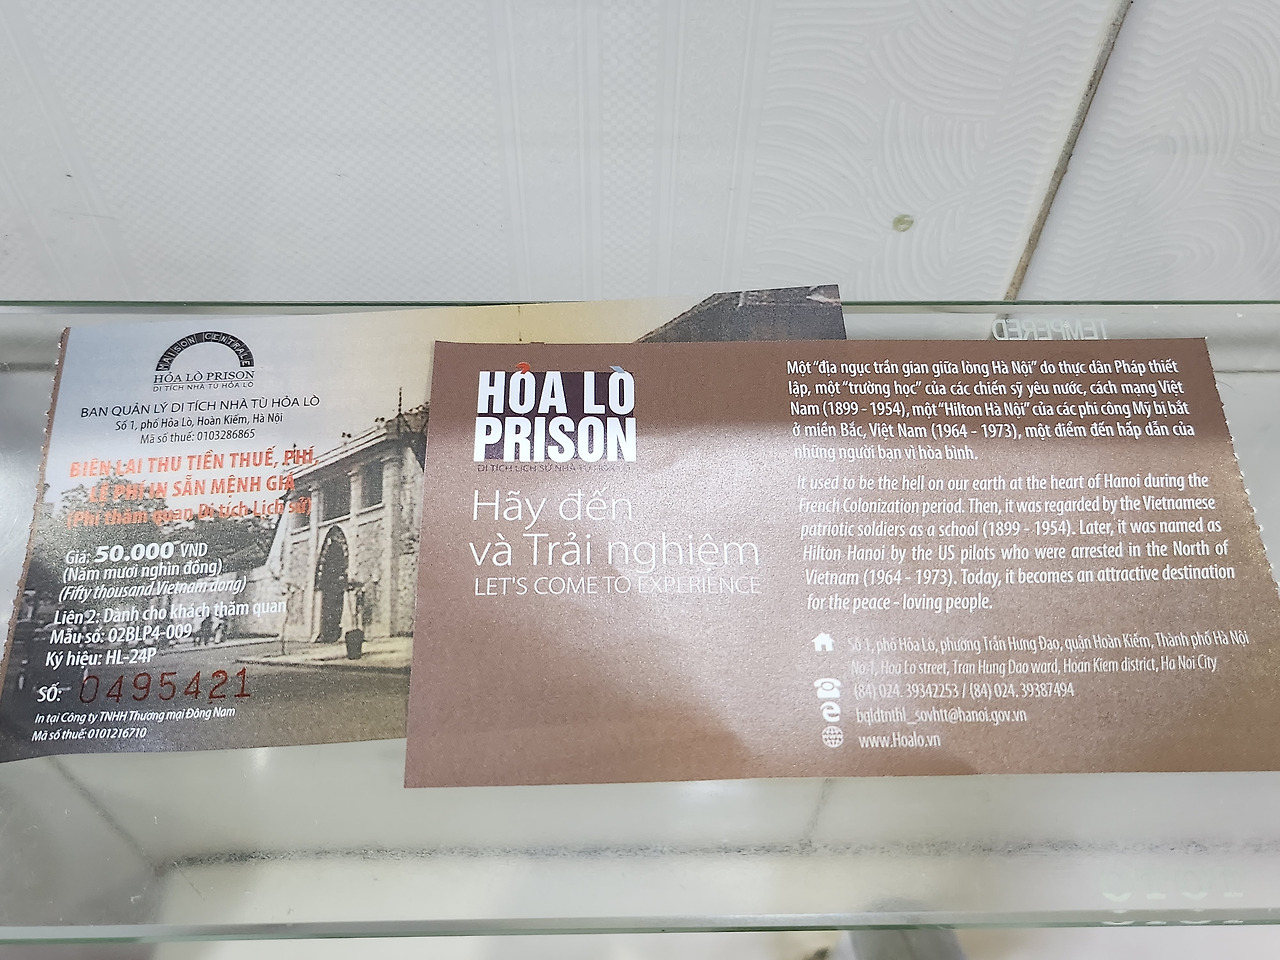 MAISON CENTRALE
HỎA LÒ PRISON
DI TÍCH NHÀ TÙ HỎA LÒ
BAN QUẢN LÝ DI TÍCH NHÀ TÙ HỎA LÒ
Số 1, phố Hỏa Lò, Hoàn Kiếm, Hà Nội
Mã số thuế: 0103286865
BIÊN LAI THU TIỀN THUẾ, PHÍ,
LỆ PHÍ IN SẴN MỆNH GIÁ
(Phí thăm quan Di tích Lịch sử)
Giá: 50.000 VND
(Năm mươi nghìn đồng)
(Fifty thousand Vietnam dong)
Liên 2: Dành cho khách thăm quan
Mẫu số: 02BLP4-009
Ký hiệu: HL-24P
SỐ: 0495421
In tại Công ty TNHH Thương mại Đông Nam
Mã số thuế: 0101216710
HỎA LÒ
PRISON
DI TÍCH LỊCH SỬ NHÀ TÙ HỎA LÒ
Hãy đến
và Trải nghiệm
LET'S COME TO EXPERIENCE
Một "địa ngục trần gian giữa lòng Hà Nội" do thực dân Pháp thiết
lập, một "trường học" của các chiến sỹ yêu nước, cách mạng Việt
Nam (1899 - 1954), một "Hilton Hà Nội" của các phi công Mỹ bị bắt
ở miền Bắc, Việt Nam (1964 - 1973), một điểm đến hấp dẫn của
những người bạn vì hòa bình.
It used to be the hell on our earth at the heart of Hanoi during the
French Colonization period. Then, it was regarded by the Vietnamese
patriotic soldiers as a school (1899 - 1954). Later, it was named as
Hilton Hanoi by the US pilots who were arrested in the North of
Vietnam (1964 - 1973). Today, it becomes an attractive destination
for the peace - loving people.
Số 1, phố Hỏa Lò, phường Trần Hưng Đạo, quận Hoàn Kiếm, Thành phố Hà Nội
No.1, Hoa Lo street, Tran Hung Dao ward, Hoan Kiem district, Ha Noi City
(84) 024. 39342253 / (84) 024. 39387494
bqldtnthl_sovhtt@hanoi.gov.vn
www.Hoalo.vn
TEMPERED